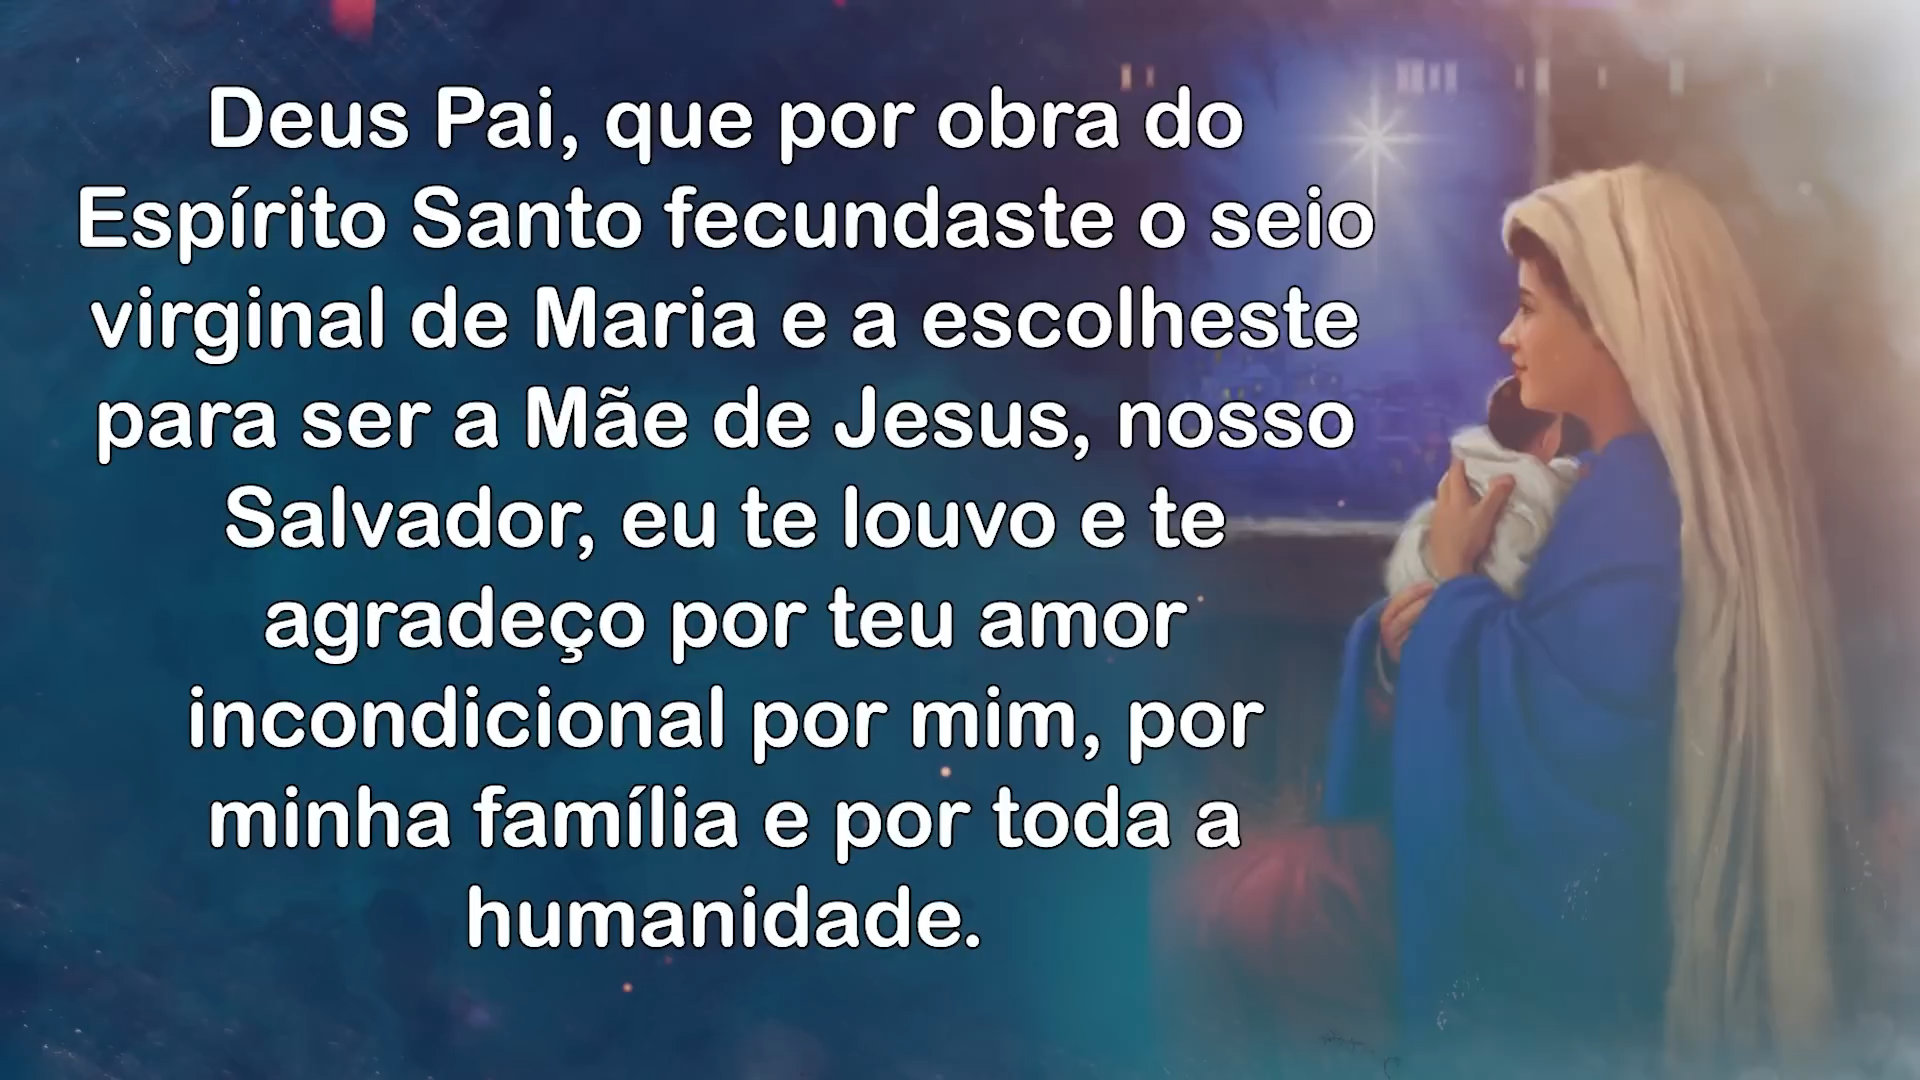 Deus Pai, que por obra do
Espírito Santo fecundaste o seio
virginal de Maria e a escolheste
para ser a Mãe de Jesus, nosso
Salvador, eu te louvo e te
agradeço por teu amor
incondicional por mim, por
minha família e por toda a
humanidade.